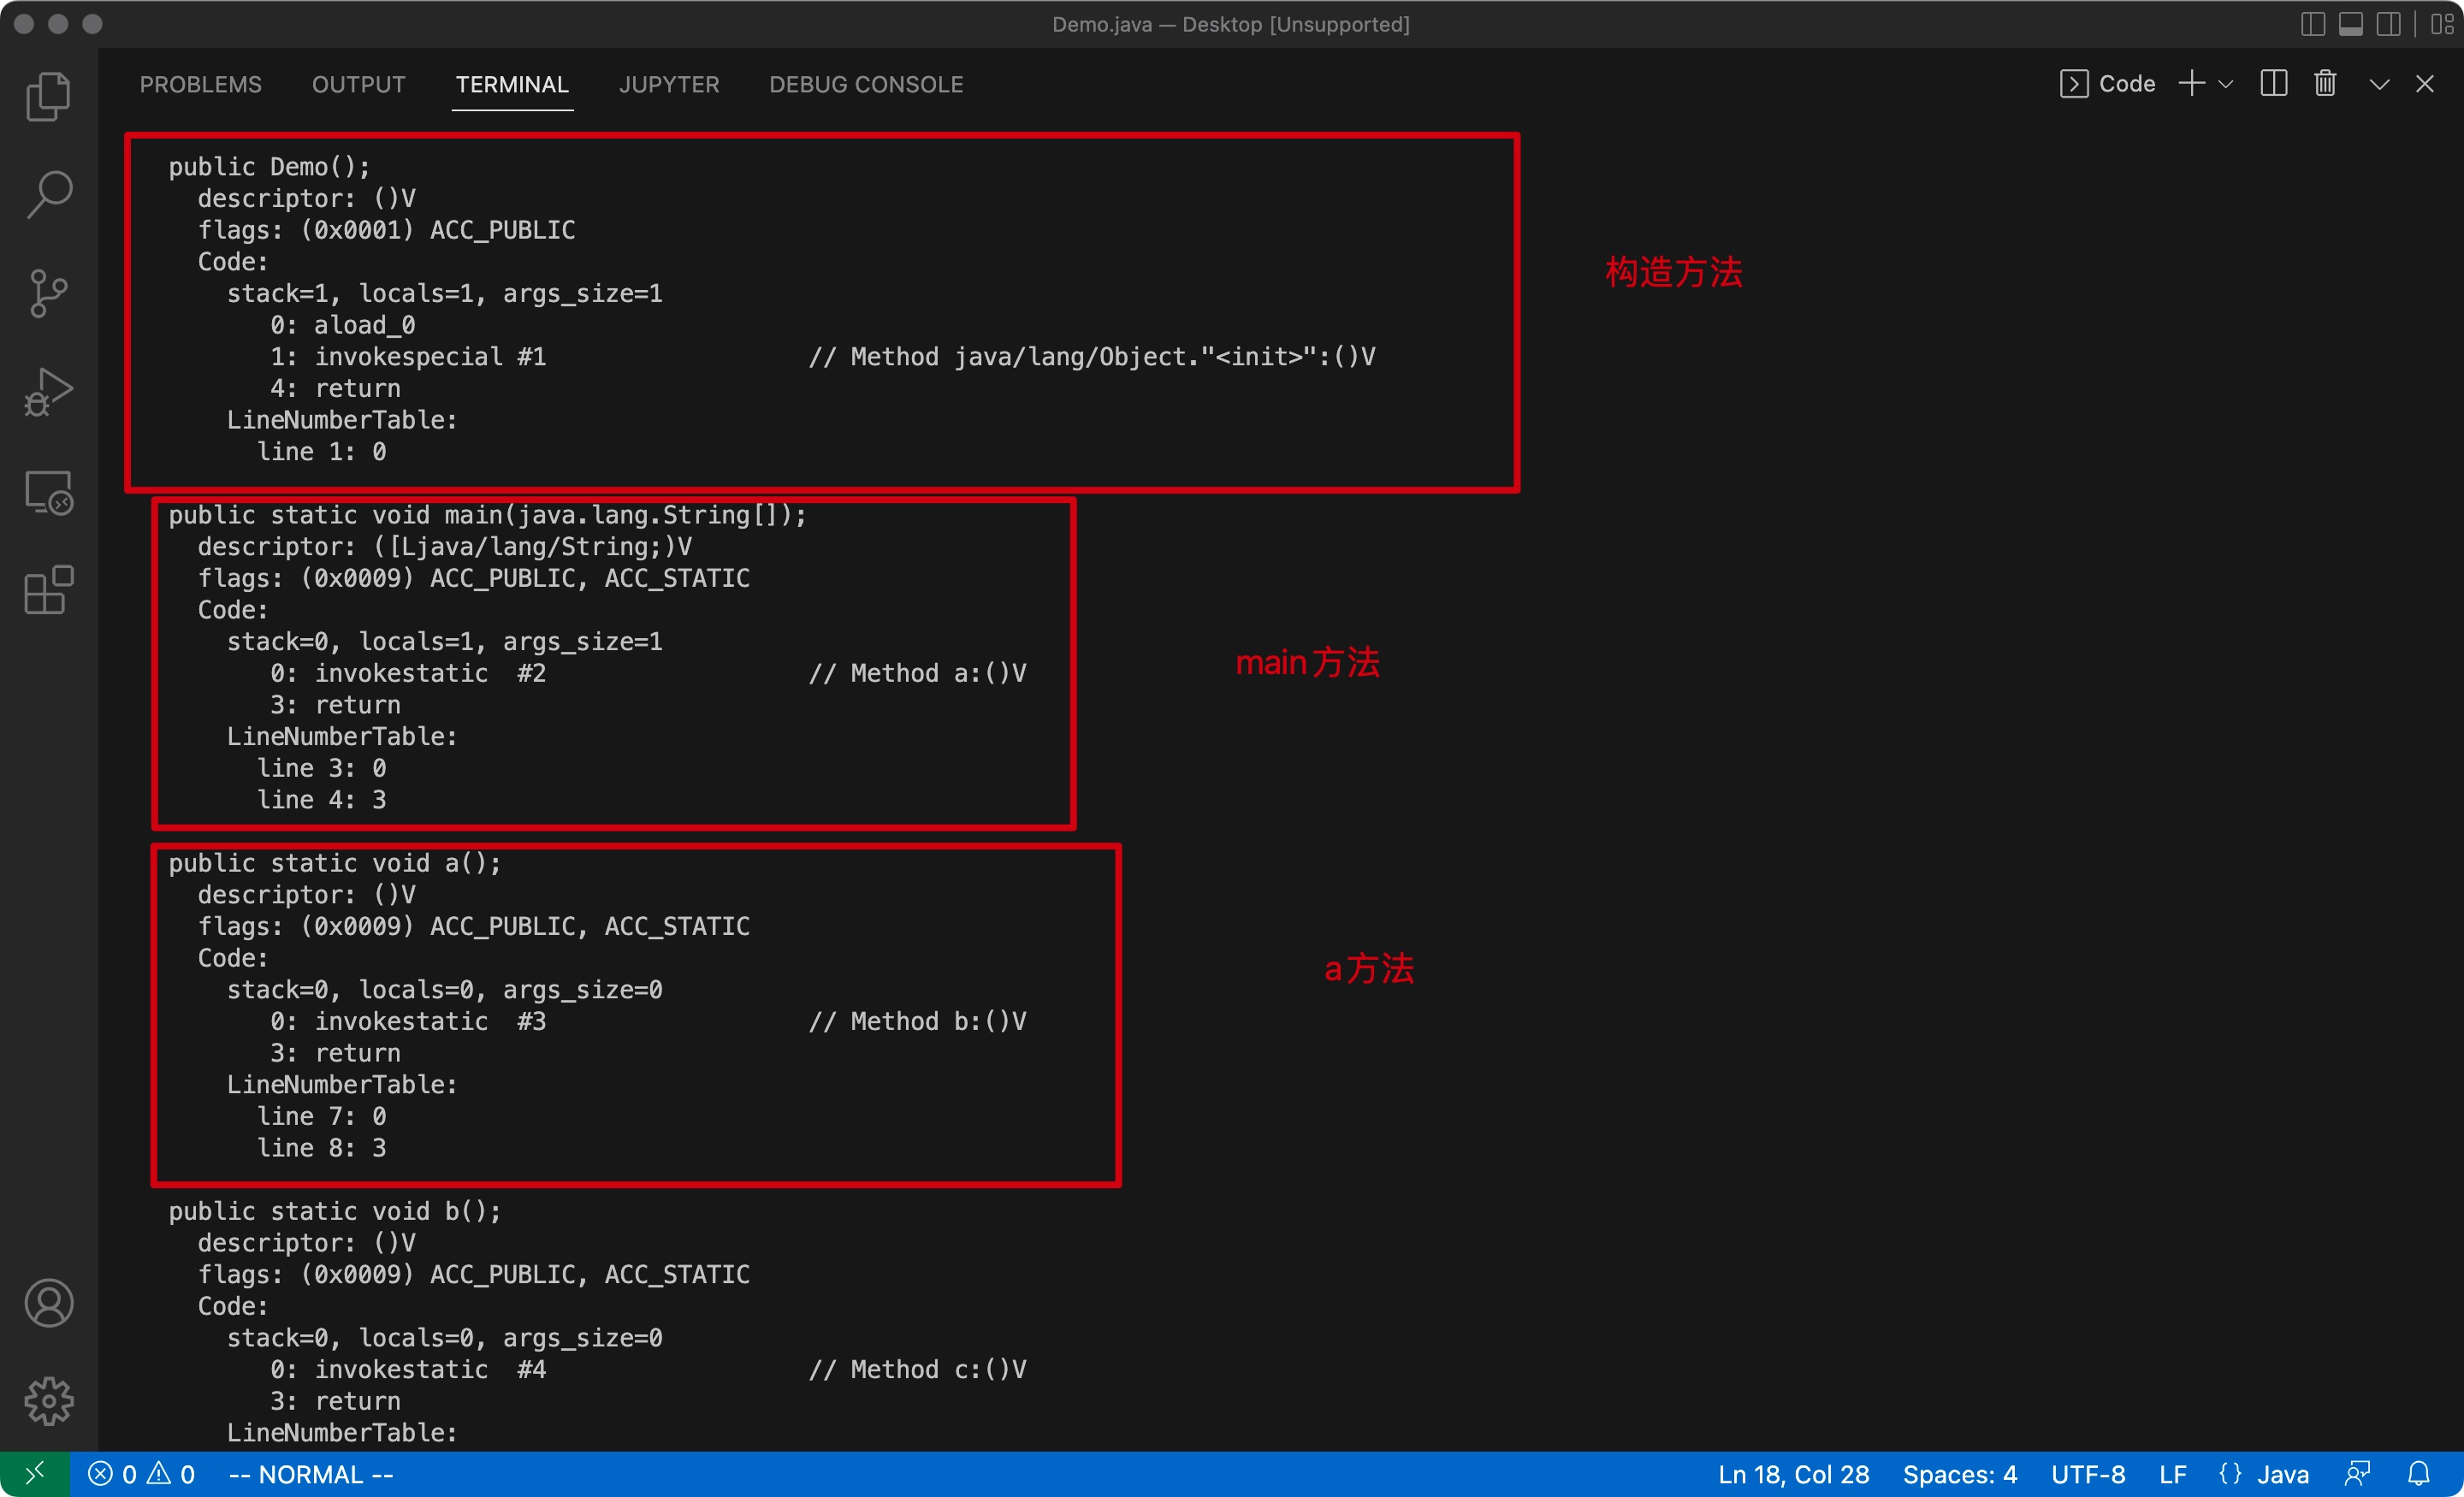 Demo.java — Desktop [Unsupported]
PROBLEMS OUTPUT TERMINAL JUPYTER DEBUG CONSOLE Code
public Demo();
descriptor: ()V
flags: (0x0001) ACC_PUBLIC
Code:
stack=1, locals=1, args_size=1
0: aload_0
1: invokespecial #1 // Method java/lang/Object."<init>":()V
4: return
LineNumberTable:
line 1: 0
构造方法
public static void main(java.lang.String[]);
descriptor: ([Ljava/lang/String;)V
flags: (0x0009) ACC_PUBLIC, ACC_STATIC
Code:
stack=0, locals=1, args_size=1
0: invokestatic #2 // Method a:()V
3: return
LineNumberTable:
line 3: 0
line 4: 3
main方法
public static void a();
descriptor: ()V
flags: (0x0009) ACC_PUBLIC, ACC_STATIC
Code:
stack=0, locals=0, args_size=0
0: invokestatic #3 // Method b:()V
3: return
LineNumberTable:
line 7: 0
line 8: 3
a方法
public static void b();
descriptor: ()V
flags: (0x0009) ACC_PUBLIC, ACC_STATIC
Code:
stack=0, locals=0, args_size=0
0: invokestatic #4 // Method c:()V
3: return
LineNumberTable:
0 0 -- NORMAL -- Ln 18, Col 28 Spaces: 4 UTF-8 LF {} Java